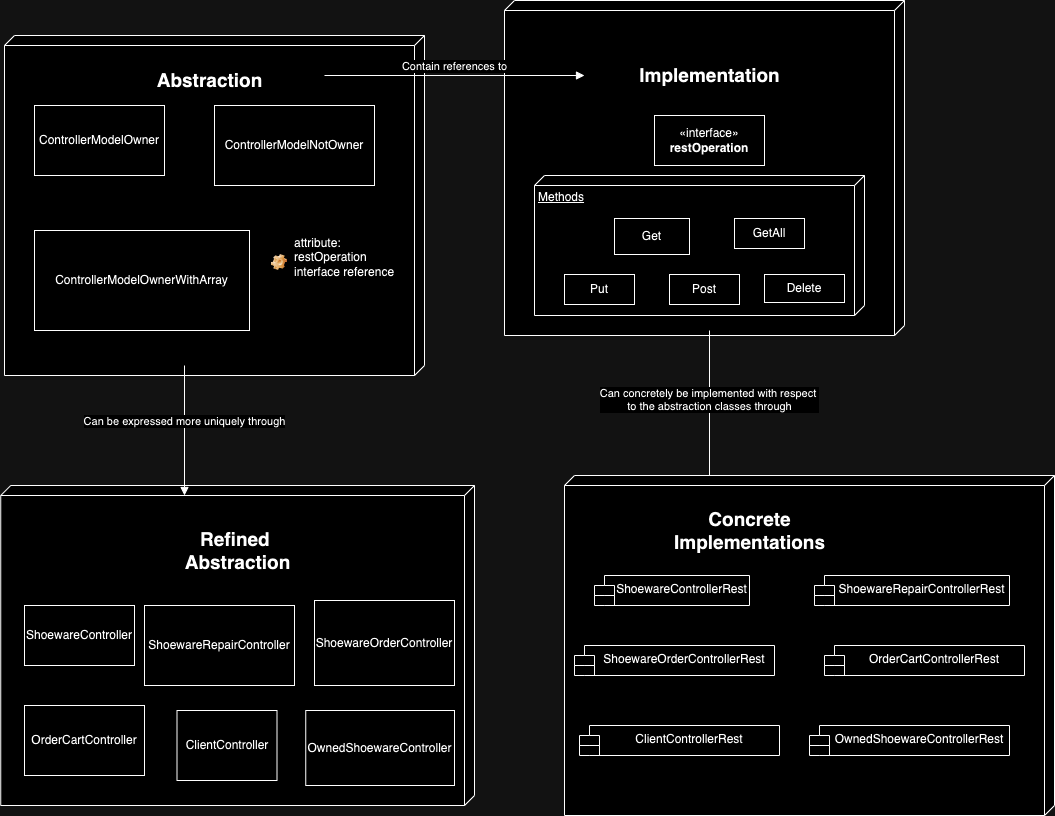 Abstraction
Contain references to
Implementation
ControllerModelOwner
ControllerModelNotOwner
«interface»
restOperation
Methods
Get
GetAll
Put
Post
Delete
ControllerModelOwnerWithArray
attribute:
restOperation
interface reference
Can be expressed more uniquely through
Can concretely be implemented with respect
to the abstraction classes through
Refined
Abstraction
ShoewareController
ShoewareRepairController
ShoewareOrderController
OrderCartController
ClientController
OwnedShoewareController
Concrete
Implementations
ShoewareControllerRest
ShoewareRepairControllerRest
ShoewareOrderControllerRest
OrderCartControllerRest
ClientControllerRest
OwnedShoewareControllerRest